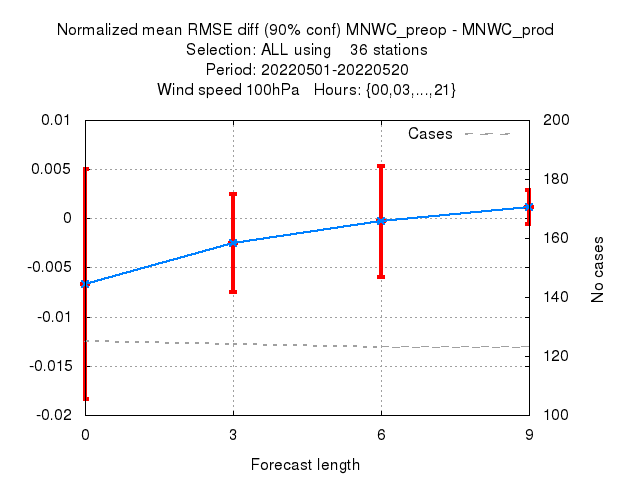 Normalized mean RMSE diff (90% conf) MNWC_preop - MNWC_prod
Selection: ALL using 36 stations
Period: 20220501-20220520
Wind speed 100hPa Hours: {00,03,...,21}
Cases
0.01
0.005
0
-0.005
-0.01
-0.015
-0.02
200
180
160
140
120
100
No cases
0 3 6 9
Forecast length